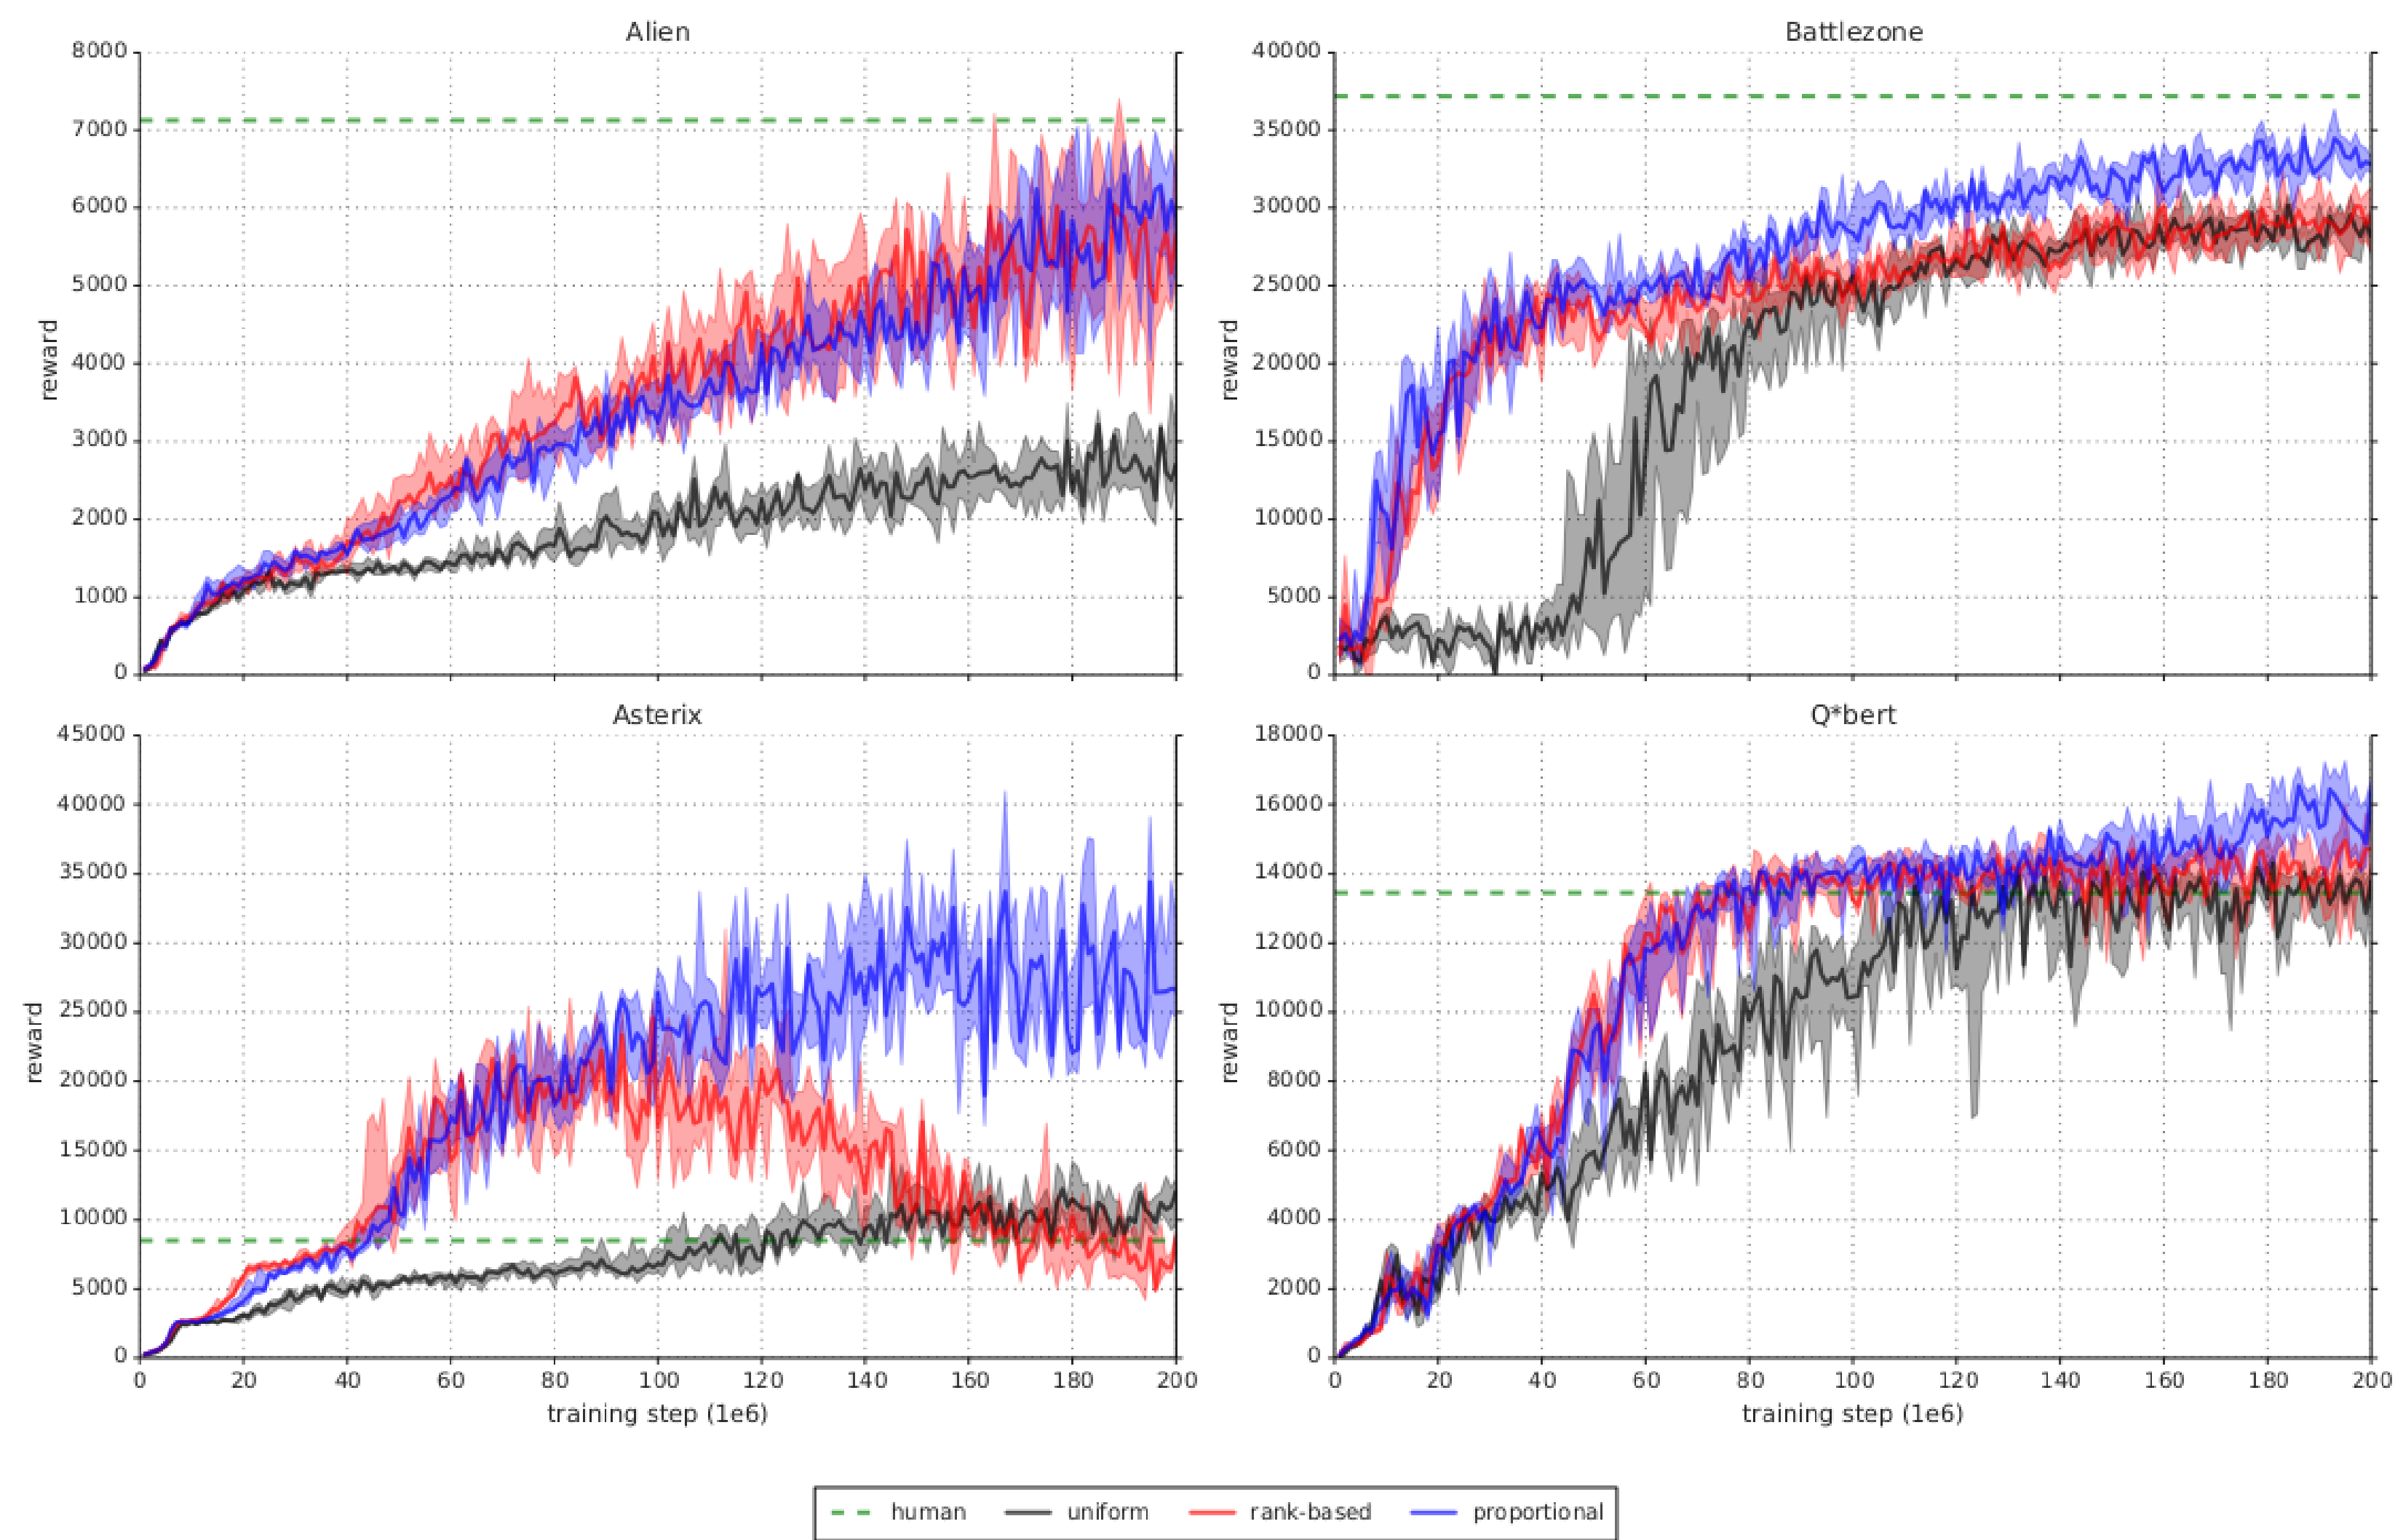 Alien
8000
7000
6000
5000
4000
3000
2000
1000
0
reward
Battlezone
40000
35000
30000
25000
20000
15000
10000
5000
0
reward
Asterix
45000
40000
35000
30000
25000
20000
15000
10000
5000
0
reward
0 20 40 60 80 100 120 140 160 180 200
training step (1e6)
Q*bert
18000
16000
14000
12000
10000
8000
6000
4000
2000
0
reward
0 20 40 60 80 100 120 140 160 180 200
training step (1e6)
human uniform rank-based proportional